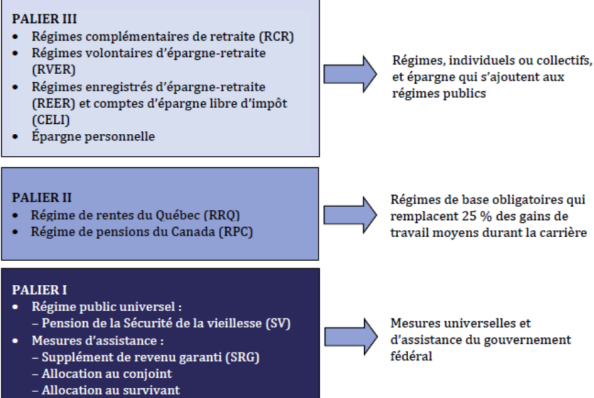 PALIER III
• Régimes complémentaires de retraite (RCR)
• Régimes volontaires d'épargne-retraite
(RVER)
• Régimes enregistrés d'épargne-retraite
(REER) et comptes d'épargne libre d'impôt
(CELI)
• Épargne personnelle
Régimes, individuels ou collectifs,
et épargne qui s'ajoutent aux
régimes publics
PALIER II
• Régime de rentes du Québec (RRQ)
• Régime de pensions du Canada (RPC)
Régimes de base obligatoires qui
remplacent 25 % des gains de
travail moyens durant la carrière
PALIER I
• Régime public universel :
– Pension de la Sécurité de la vieillesse (SV)
• Mesures d'assistance :
– Supplément de revenu garanti (SRG)
– Allocation au conjoint
– Allocation au survivant
Mesures universelles et
d'assistance du gouvernement
fédéral